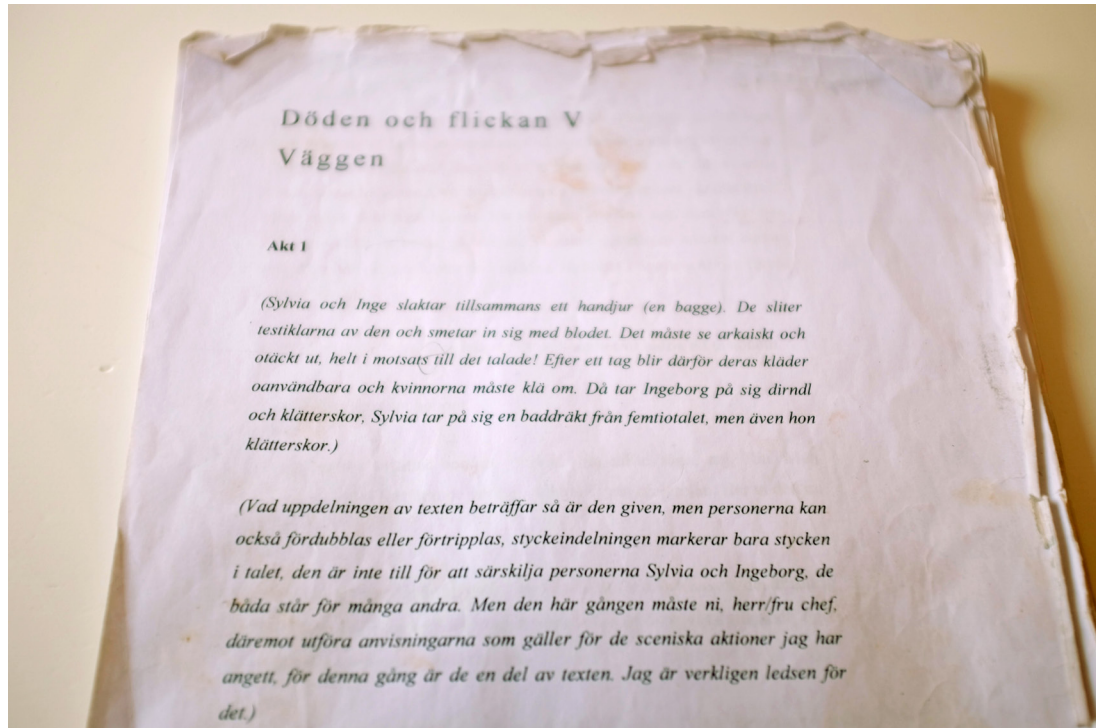 Döden och flickan V
Väggen
Akt 1
(Sylvia och Inge slaktar tillsammans ett handjur (en bagge). De sliter
testiklarna av den och smetar in sig med blodet. Det måste se arkaiskt och
otäckt ut, helt i motsats till det talade! Efter ett tag blir därför deras kläder
oanvändbara och kvinnorna måste klä om. Då tar Ingeborg på sig dirndl
och klätterskor, Sylvia tar på sig en baddräkt från femtiotalet, men även hon
klätterskor.)
(Vad uppdelningen av texten beträffar så är den given, men personerna kan
också fördubblas eller förtripplas, styckeindelningen markerar bara stycken
i talet, den är inte till för att särskilja personerna Sylvia och Ingeborg, de
båda står för många andra. Men den här gången måste ni, herr/fru chef,
däremot utföra anvisningarna som gäller för de sceniska aktioner jag har
angett, för denna gång är de en del av texten. Jag är verkligen ledsen för
det.)